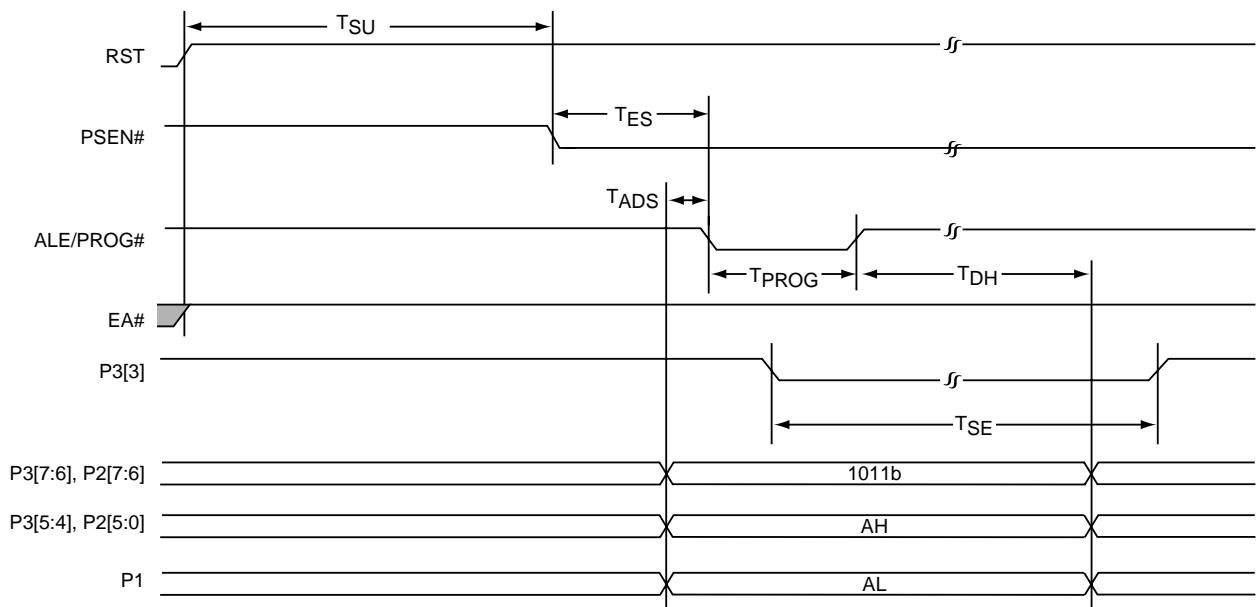 TSU
RST
TES
PSEN#
TADS
ALE/PROG#
TPROG
TDH
EA#
P3[3]
TSE
P3[7:6], P2[7:6]
1011b
P3[5:4], P2[5:0]
AH
P1
AL